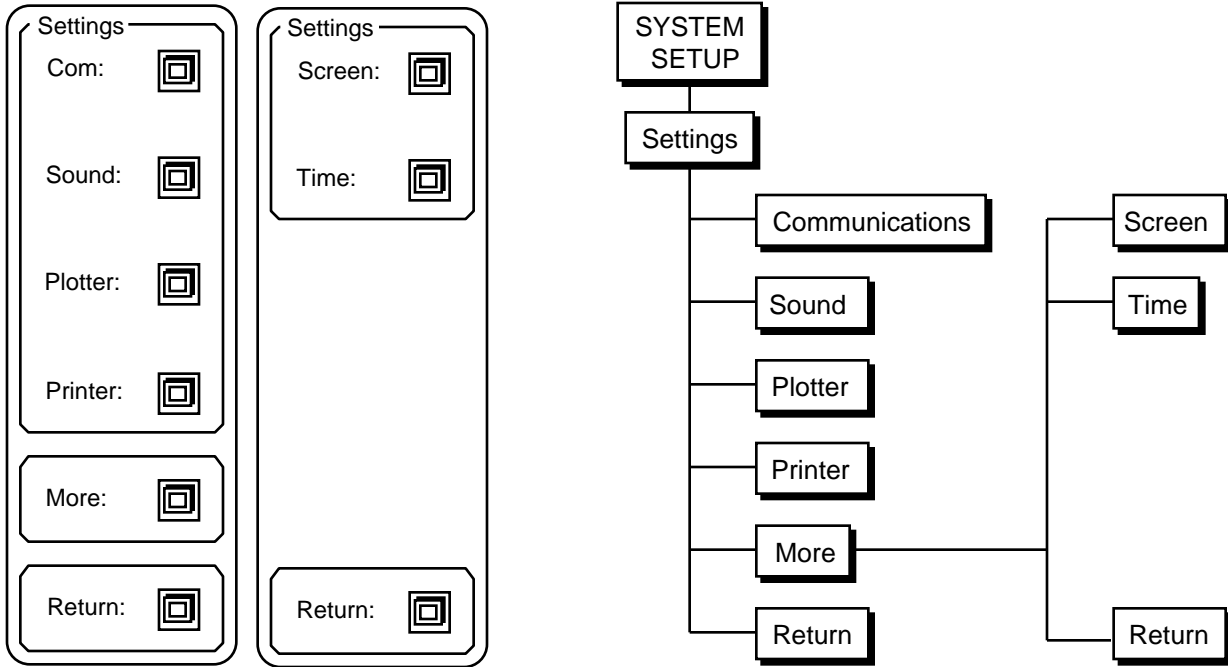 Settings
Com:
Sound:
Plotter:
Printer:
More:
Return:
Settings
Screen:
Time:
Return:
SYSTEM
SETUP
Settings
Communications
Sound
Plotter
Printer
More
Return
Screen
Time
Return